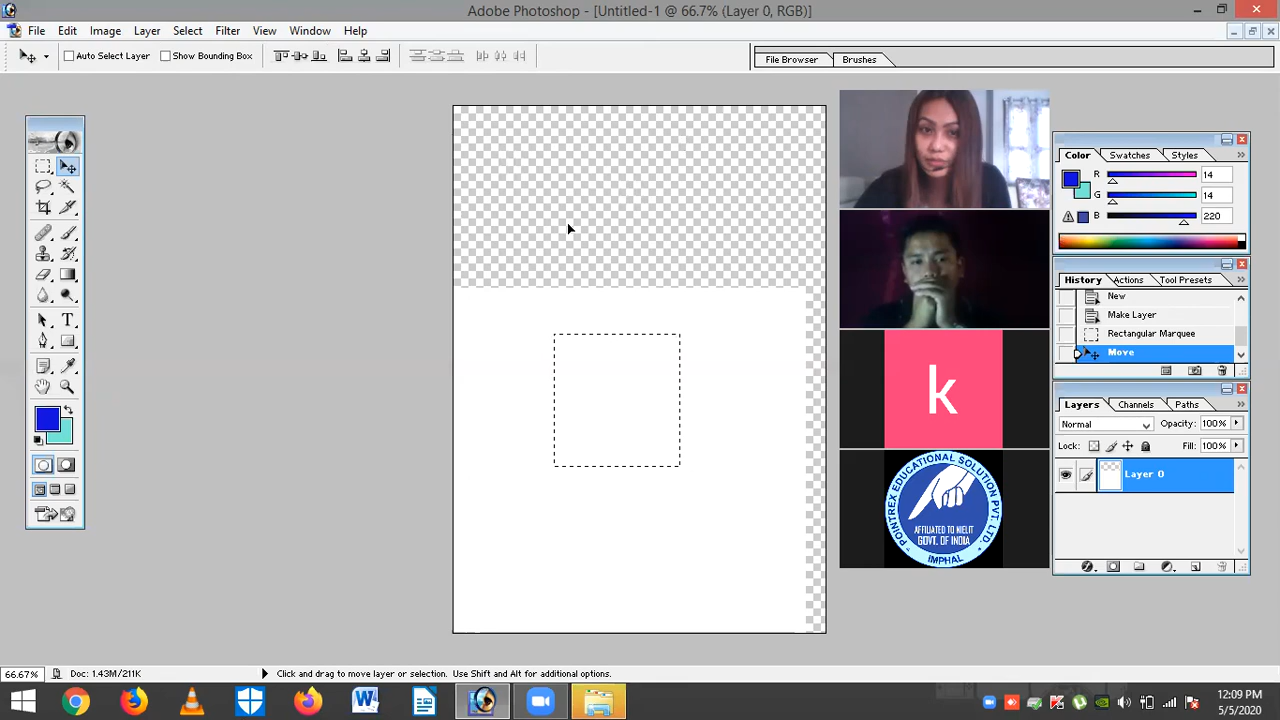 Adobe Photoshop - [Untitled-1 @ 66.7% (Layer 0, RGB)]
File Edit Image Layer Select Filter View Window Help
Auto Select Layer Show Bounding Box
File Browser Brushes
Color Swatches Styles
R 14
G 14
B 220
History Actions Tool Presets
New
Make Layer
Rectangular Marquee
Move
Layers Channels Paths
Normal Opacity: 100%
Lock: Fill: 100%
Layer 0
T
k
POINTREX EDUCATIONAL SOLUTION PVT. LTD.
AFFILIATED TO NIELIT
GOVT. OF INDIA
IMPHAL
66.67% Doc: 1.43M/211K Click and drag to move layer or selection. Use Shift and Alt for additional options.
12:09 PM
5/5/2020